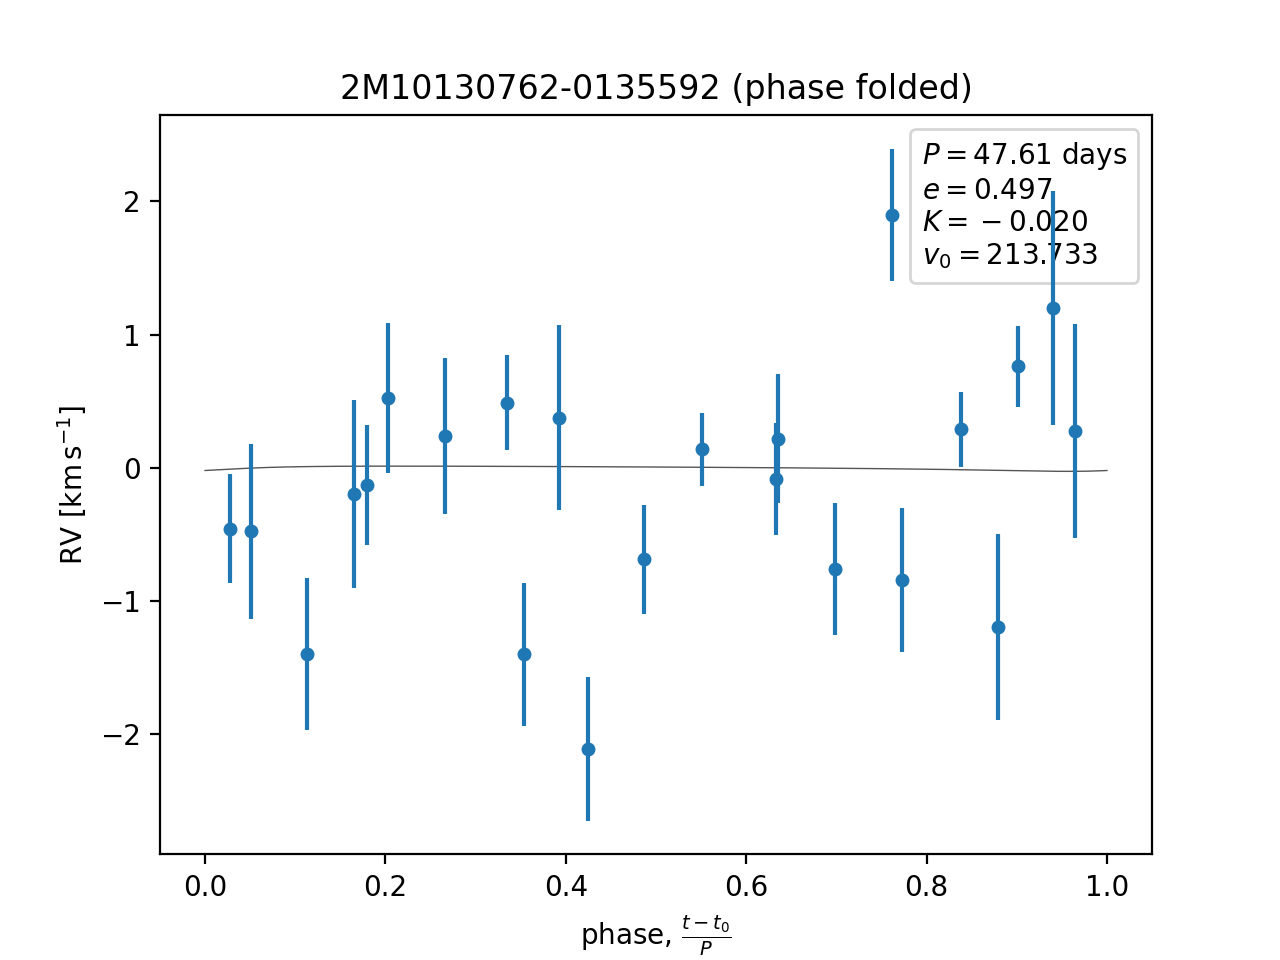 2M10130762-0135592 (phase folded)
P = 47.61 days
e = 0.497
K = −0.020
v₀ = 213.733
2
1
0
−1
−2
RV [km s⁻¹]
0.0 0.2 0.4 0.6 0.8 1.0
phase, (t − t₀)/P